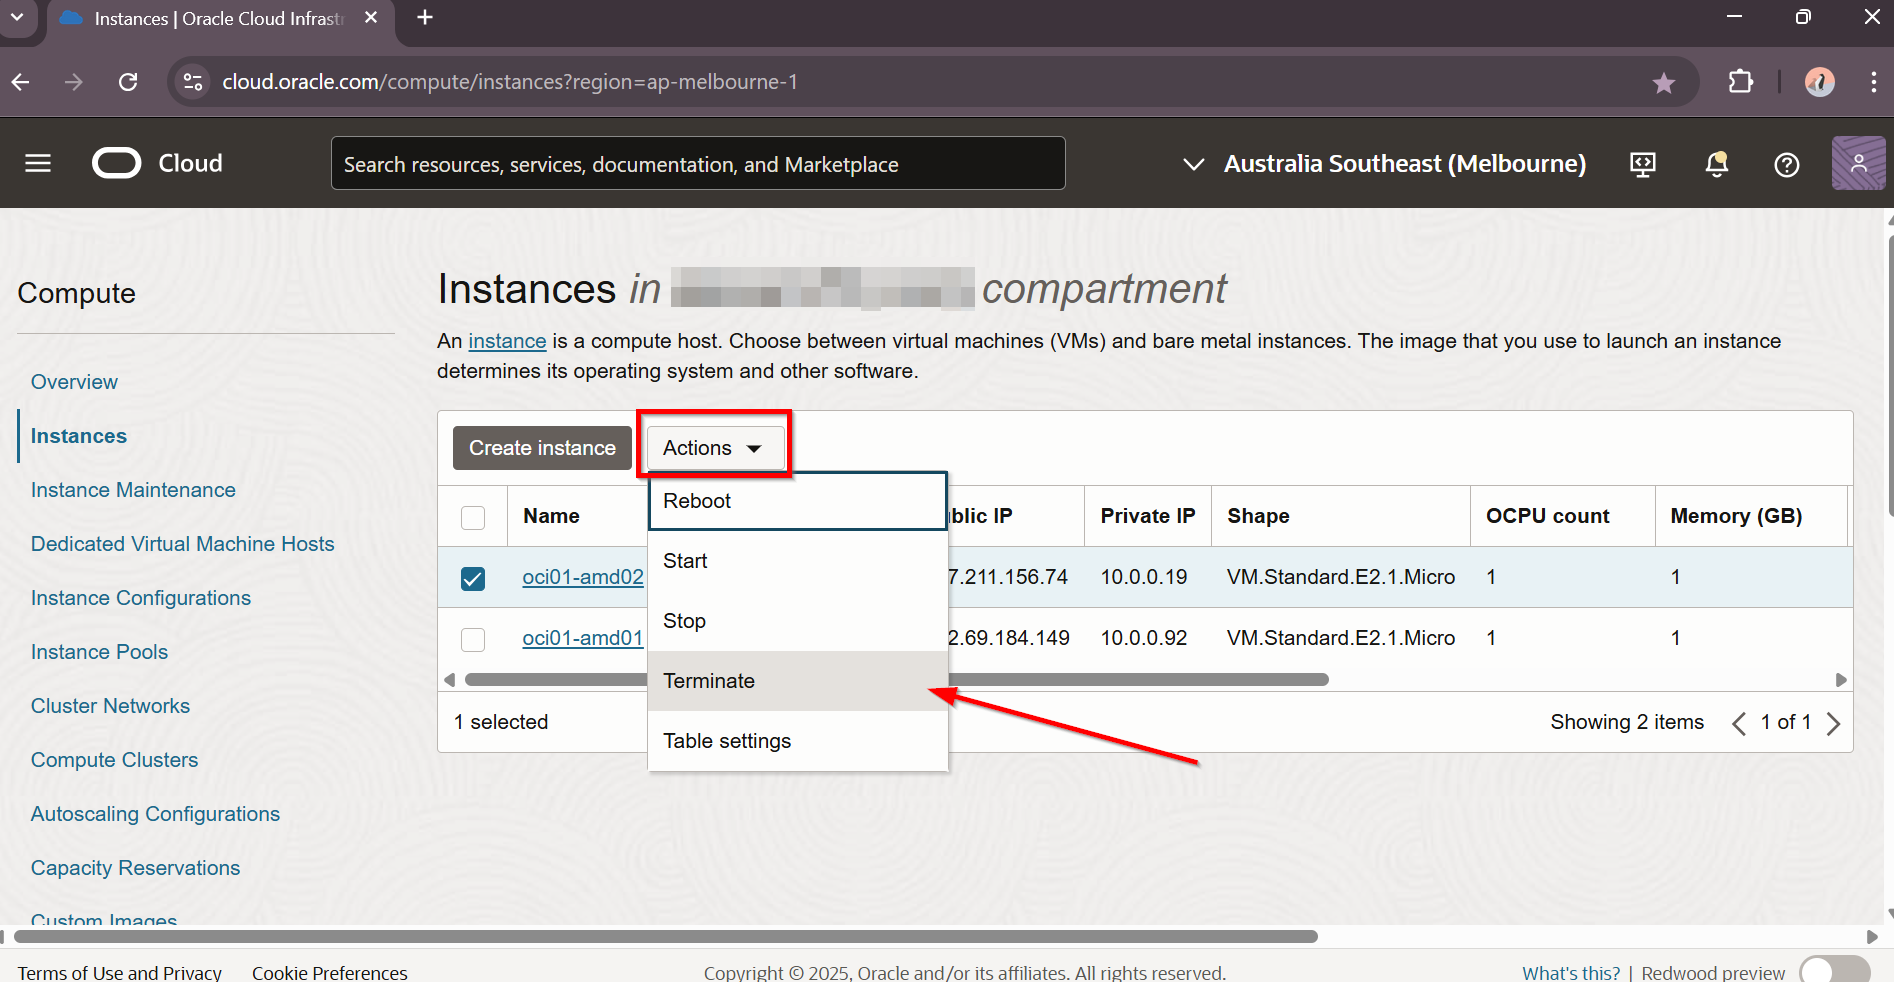 Instances | Oracle Cloud Infrastr
cloud.oracle.com/compute/instances?region=ap-melbourne-1
Cloud
Search resources, services, documentation, and Marketplace
Australia Southeast (Melbourne)
Compute
Overview
Instances
Instance Maintenance
Dedicated Virtual Machine Hosts
Instance Configurations
Instance Pools
Cluster Networks
Compute Clusters
Autoscaling Configurations
Capacity Reservations
Custom Images
Instances in compartment
An instance is a compute host. Choose between virtual machines (VMs) and bare metal instances. The image that you use to launch an instance
determines its operating system and other software.
Create instance Actions
Reboot
Start
Stop
Terminate
Table settings
Name blic IP Private IP Shape OCPU count Memory (GB)
oci01-amd02 7.211.156.74 10.0.0.19 VM.Standard.E2.1.Micro 1 1
oci01-amd01 2.69.184.149 10.0.0.92 VM.Standard.E2.1.Micro 1 1
1 selected Showing 2 items 1 of 1
Terms of Use and Privacy Cookie Preferences Copyright © 2025, Oracle and/or its affiliates. All rights reserved. What's this? | Redwood preview